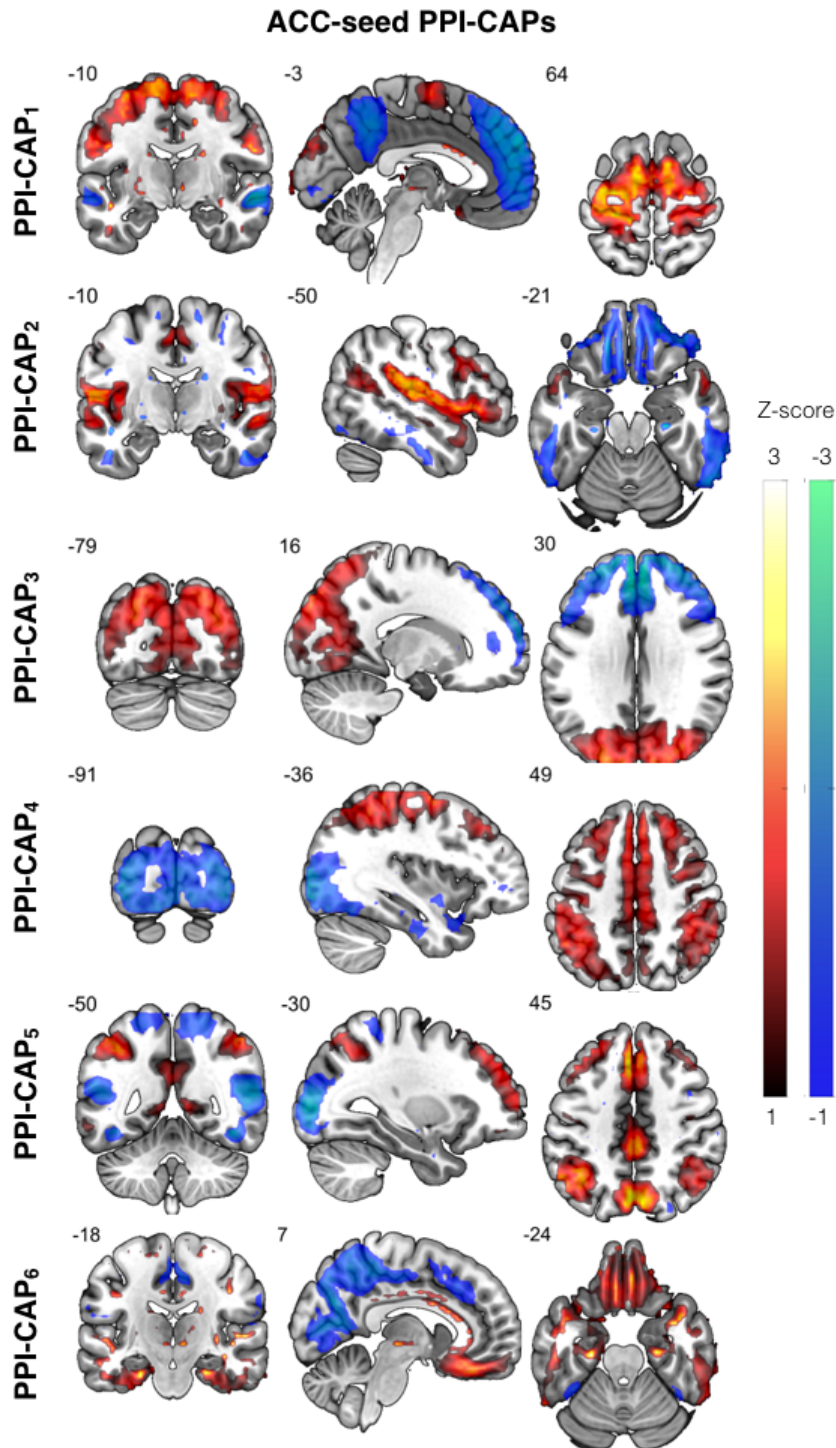 ACC-seed PPI-CAPs
-10 -3 64
PPI-CAP1
-10 -50 -21
PPI-CAP2
Z-score
3 -3
-79 16 30
PPI-CAP3
-91 -36 49
PPI-CAP4
-50 -30 45
PPI-CAP5
1 -1
-18 7 -24
PPI-CAP6